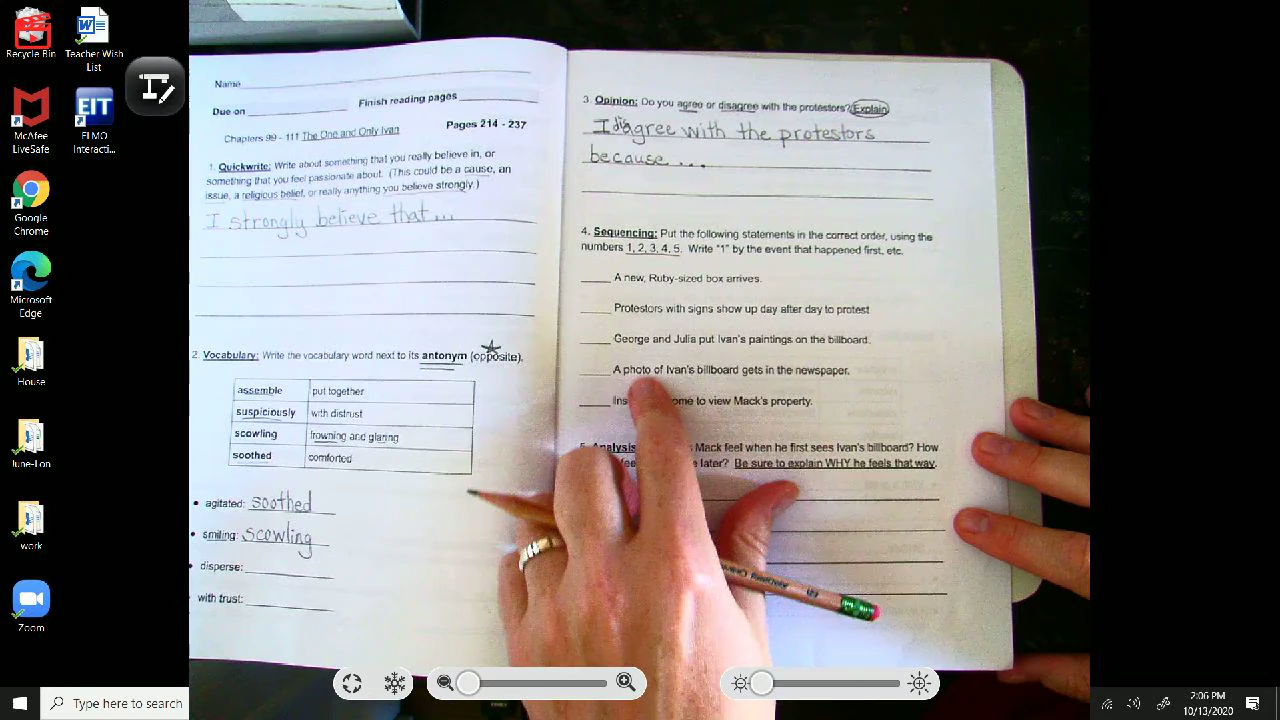 Recycle Bin
Teacher Wish List
McAfee LiveSafe
EIT
ELMO Interacti...
Google Chrome
Microsoft Edge
House
June-Lon
work
Zoom
Name
Due on
Finish reading pages
Chapters 99 - 111 The One and Only Ivan
Pages 214 - 237
1. Quickwrite: Write about something that you really believe in, or
something that you feel passionate about. (This could be a cause, an
issue, a religious belief, or really anything you believe strongly.)
I strongly believe that...
2. Vocabulary: Write the vocabulary word next to its antonym (opposite).
assemble put together
suspiciously with distrust
scowling frowning and glaring
soothed comforted
• agitated: soothed
• smiling: scowling
• disperse:
• with trust:
3. Opinion: Do you agree or disagree with the protestors? Explain
I disagree with the protestors
because ...
4. Sequencing: Put the following statements in the correct order, using the
numbers 1, 2, 3, 4, 5. Write "1" by the event that happened first, etc.
A new, Ruby-sized box arrives.
Protestors with signs show up day after day to protest
George and Julia put Ivan's paintings on the billboard.
A photo of Ivan's billboard gets in the newspaper.
to view Mack's property.
5. Analysis Mack feel when he first sees Ivan's billboard? How
later? Be sure to explain WHY he feels that way.
Type here to search
2:06 PM
10/13/2020